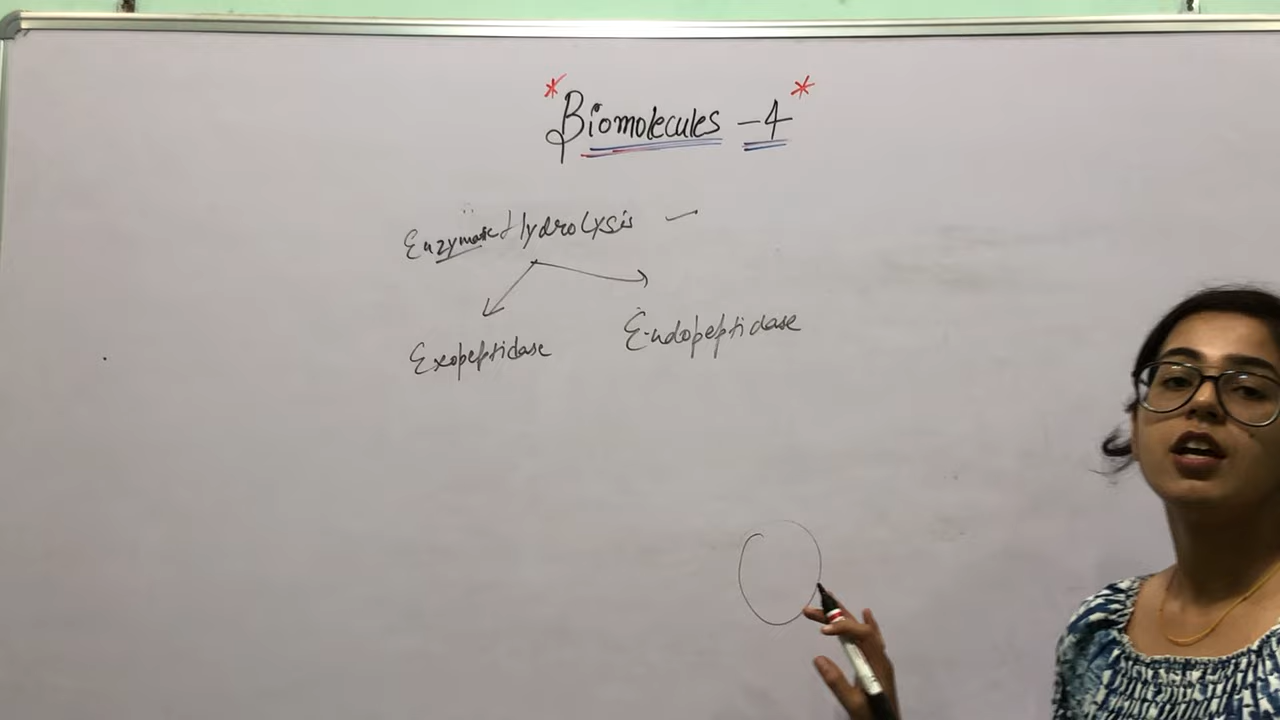 *Biomolecules -4*
Enzymatic Hydrolysis -
Exopeptidase
Endopeptidase